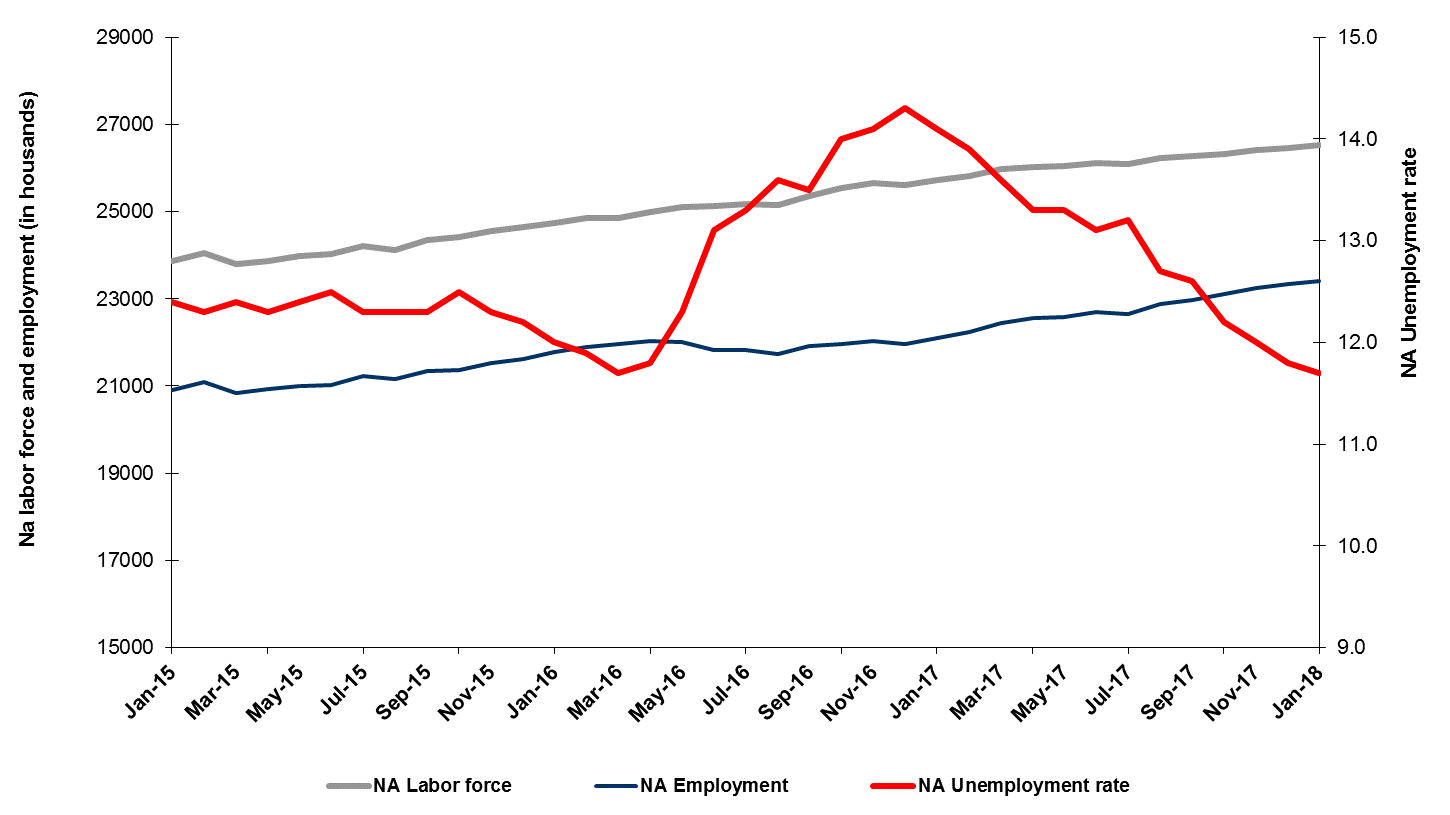 Na labor force and employment (in housands)
29000
27000
25000
23000
21000
19000
17000
15000
15.0
14.0
13.0
12.0
11.0
10.0
9.0
NA Unemployment rate
Jan-15
Mar-15
May-15
Jul-15
Sep-15
Nov-15
Jan-16
Mar-16
May-16
Jul-16
Sep-16
Nov-16
Jan-17
Mar-17
May-17
Jul-17
Sep-17
Nov-17
Jan-18
NA Labor force
NA Employment
NA Unemployment rate